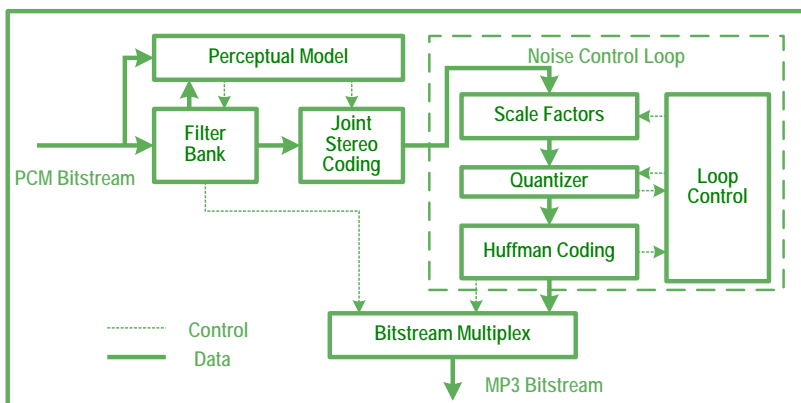 Perceptual Model
Noise Control Loop
Filter
Bank
Joint
Stereo
Coding
Scale Factors
PCM Bitstream
Quantizer
Loop
Control
Huffman Coding
Control
Data
Bitstream Multiplex
MP3 Bitstream